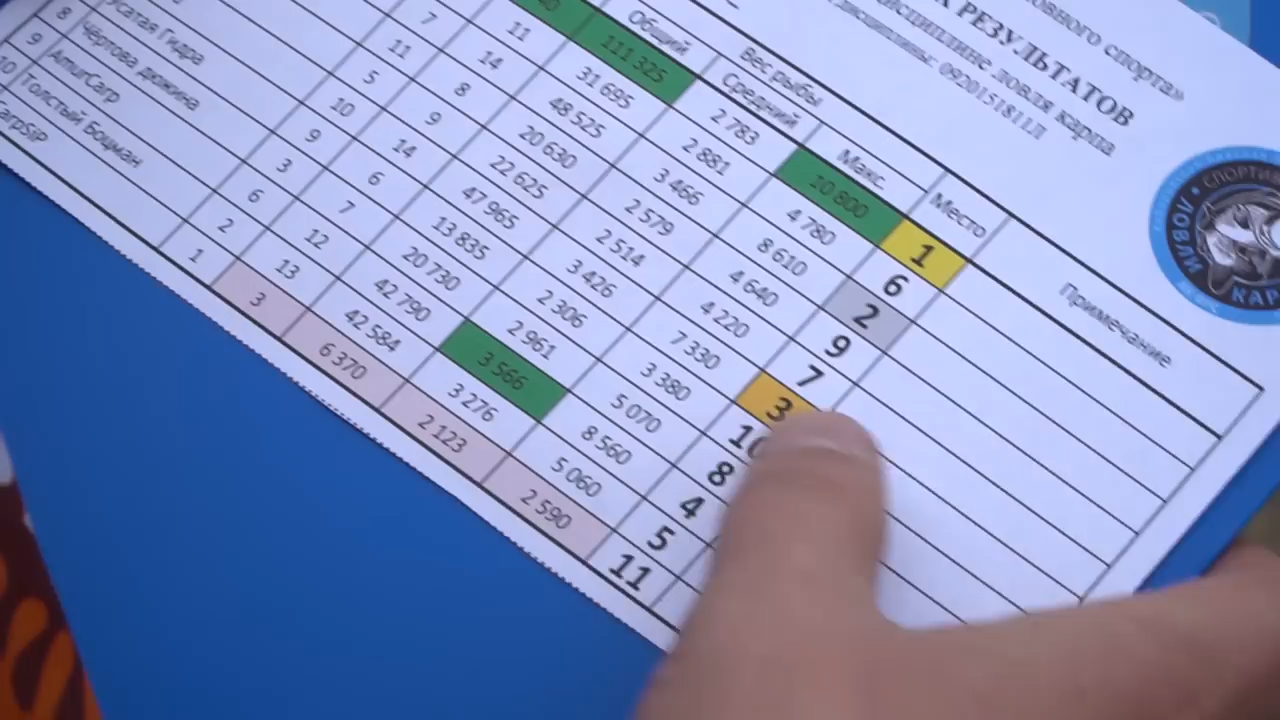 овного спорта»
К РЕЗУЛЬТАТОВ
дисциплине ловля карпа
дисциплины: 0920151811Л
Вес рыбы
Общий Средний Макс. Место Примечание
40 111 325 2 783 10 800 1
11 31 695 2 881 4 780 6
7 14 48 525 3 466 8 610 2
11 8 20 630 2 579 4 640 9
5 9 22 625 2 514 4 220 7
10 14 47 965 3 426 7 330 3
Усатая Гидра 9 6 13 835 2 306 3 380 10
8 Чёртова дюжина 3 7 20 730 2 961 5 070 8
9 AmurCarp 6 12 42 790 3 566 8 560 4
10 Толстый Боцман 2 13 42 584 3 276 5 060 5
CarpSiP 1 3 6 370 2 123 2 590 11
ИВОЛОВИ • СПОРТИВ
КАР